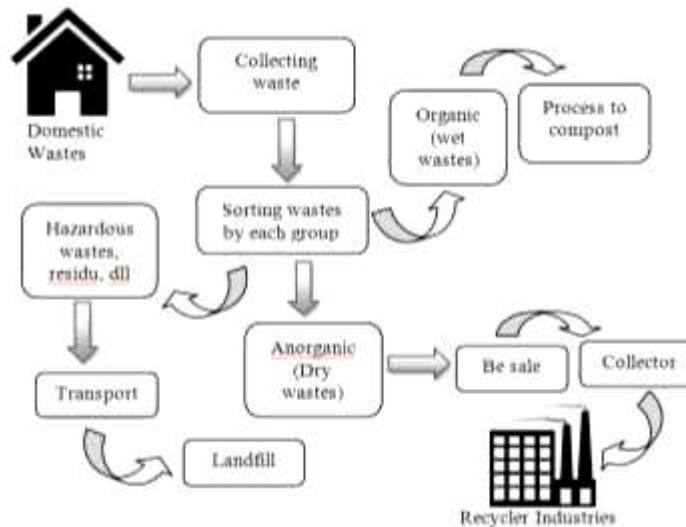 Domestic
Wastes
Collecting
waste
Organic
(wet
wastes)
Process to
compost
Sorting wastes
by each group
Hazardous
wastes,
residu, dll
Anorganic
(Dry
wastes)
Be sale
Collector
Transport
Landfill
Recycler Industries